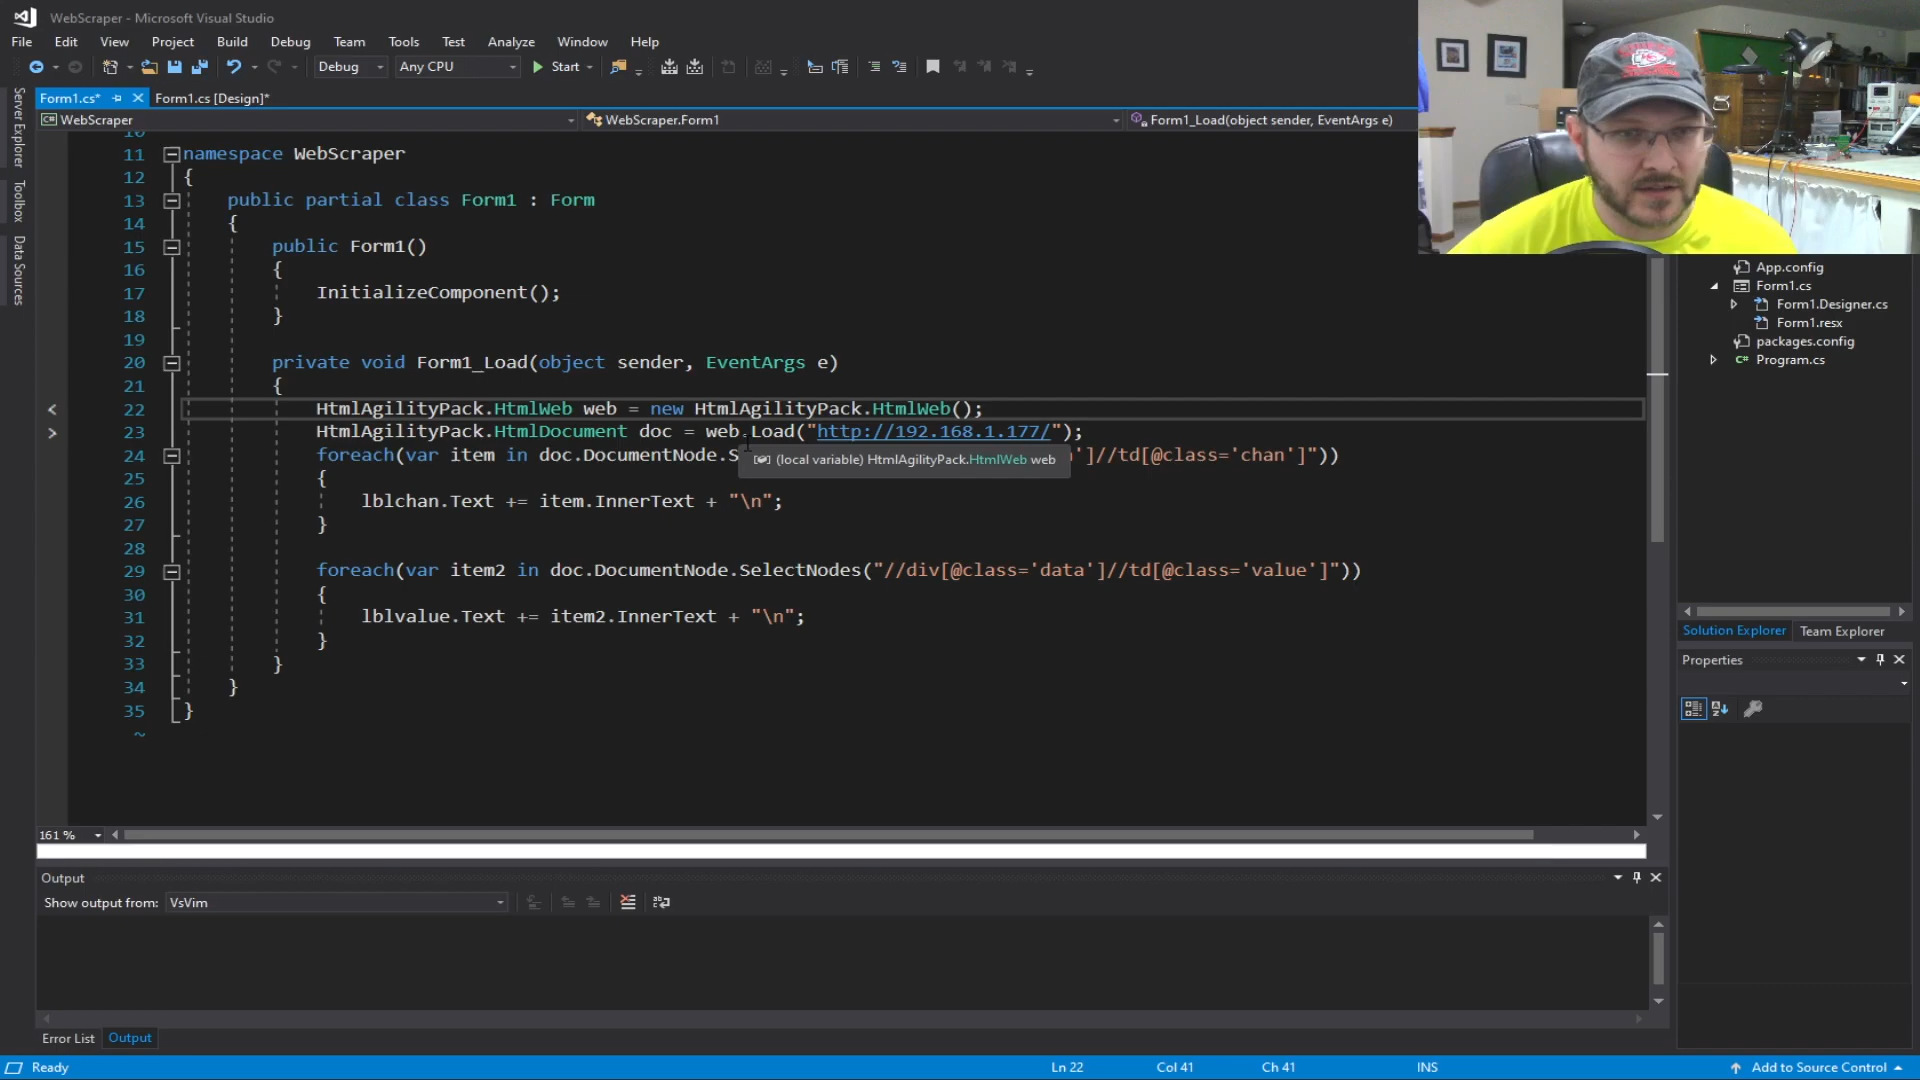 WebScraper - Microsoft Visual Studio
File Edit View Project Build Debug Team Tools Test Analyze Window Help
Debug Any CPU Start
Form1.cs* Form1.cs [Design]*
WebScraper WebScraper.Form1 Form1_Load(object sender, EventArgs e)
Server Explorer
Toolbox
Data Sources
10
11 namespace WebScraper
12 {
13 public partial class Form1 : Form
14 {
15 public Form1()
16 {
17 InitializeComponent();
18 }
19
20 private void Form1_Load(object sender, EventArgs e)
21 {
22 HtmlAgilityPack.HtmlWeb web = new HtmlAgilityPack.HtmlWeb();
23 HtmlAgilityPack.HtmlDocument doc = web.Load("http://192.168.1.177/");
24 foreach(var item in doc.DocumentNode.S ']//td[@class='chan']"))
(local variable) HtmlAgilityPack.HtmlWeb web
25 {
26 lblchan.Text += item.InnerText + "\n";
27 }
28
29 foreach(var item2 in doc.DocumentNode.SelectNodes("//div[@class='data']//td[@class='value']"))
30 {
31 lblvalue.Text += item2.InnerText + "\n";
32 }
33 }
34 }
35 }
~
161 %
Output
Show output from: VsVim
Error List Output
App.config
Form1.cs
Form1.Designer.cs
Form1.resx
packages.config
C# Program.cs
Solution Explorer Team Explorer
Properties
Ready Ln 22 Col 41 Ch 41 INS Add to Source Control